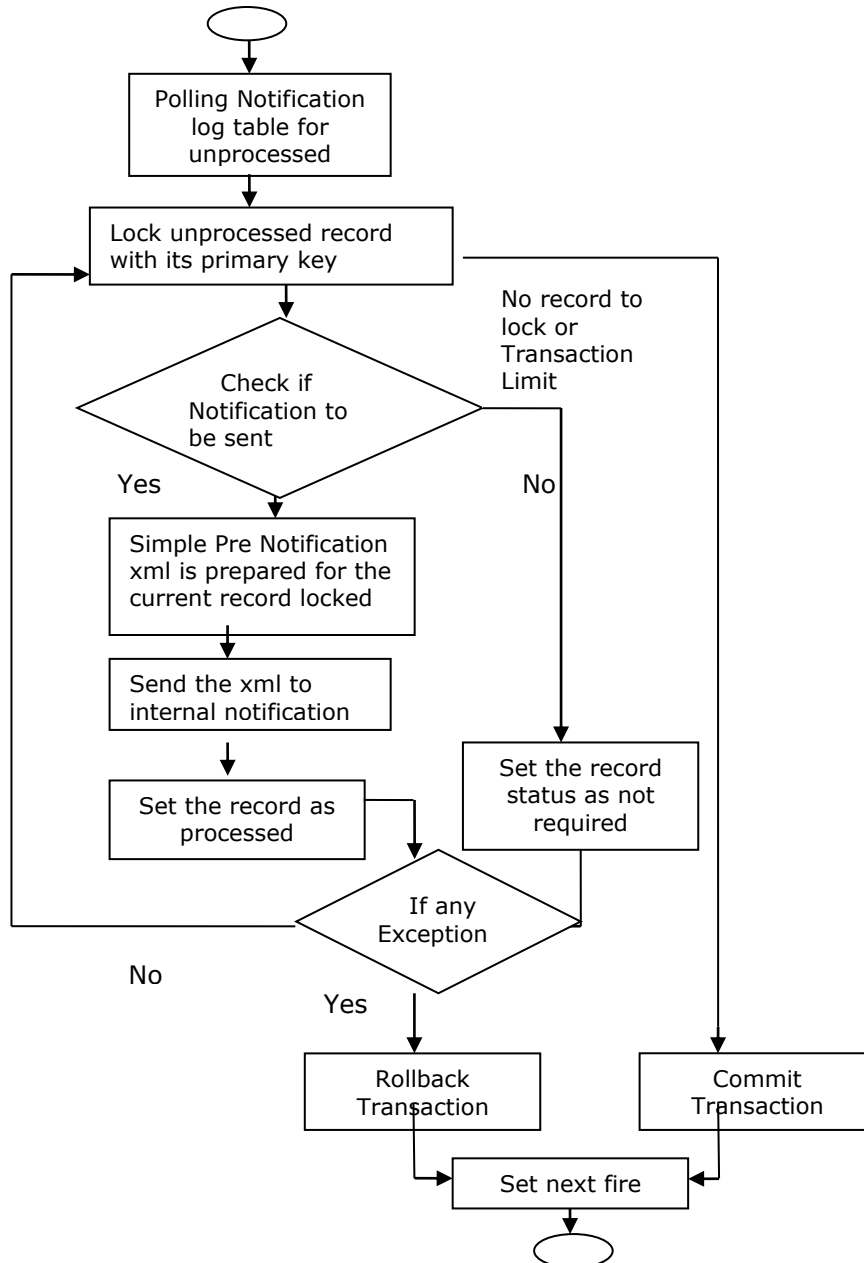 Polling Notification
log table for
unprocessed
Lock unprocessed record
with its primary key
No record to
lock or
Transaction
Limit
Check if
Notification to
be sent
Yes
No
Simple Pre Notification
xml is prepared for the
current record locked
Send the xml to
internal notification
Set the record as
processed
Set the record
status as not
required
If any
Exception
No
Yes
Rollback
Transaction
Commit
Transaction
Set next fire